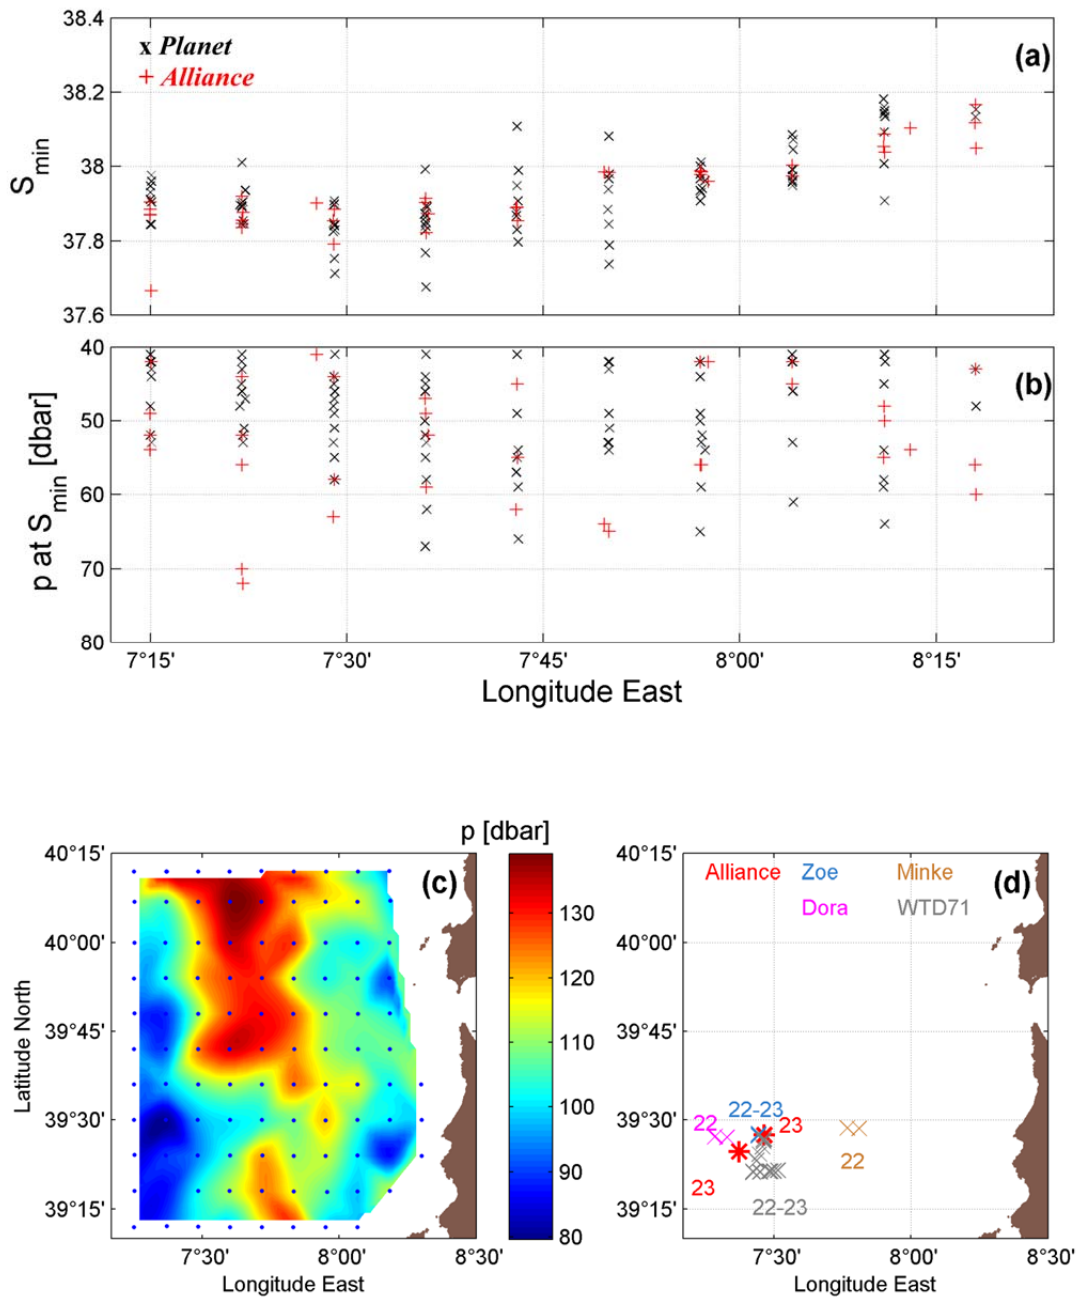 38.4
x Planet
(a)
+ Alliance
38.2
38
37.8
37.6
S_min
40
(b)
50
60
70
80
p at S_min [dbar]
7°15' 7°30' 7°45' 8°00' 8°15'
Longitude East
p [dbar]
40°15'
(c)
130
40°00'
120
39°45'
110
39°30'
100
90
39°15'
80
Latitude North
7°30' 8°00' 8°30'
Longitude East
40°15'
Alliance Zoe Minke
(d)
Dora WTD71
40°00'
39°45'
22-23
39°30'
22
23
22
23
22-23
39°15'
7°30' 8°00' 8°30'
Longitude East